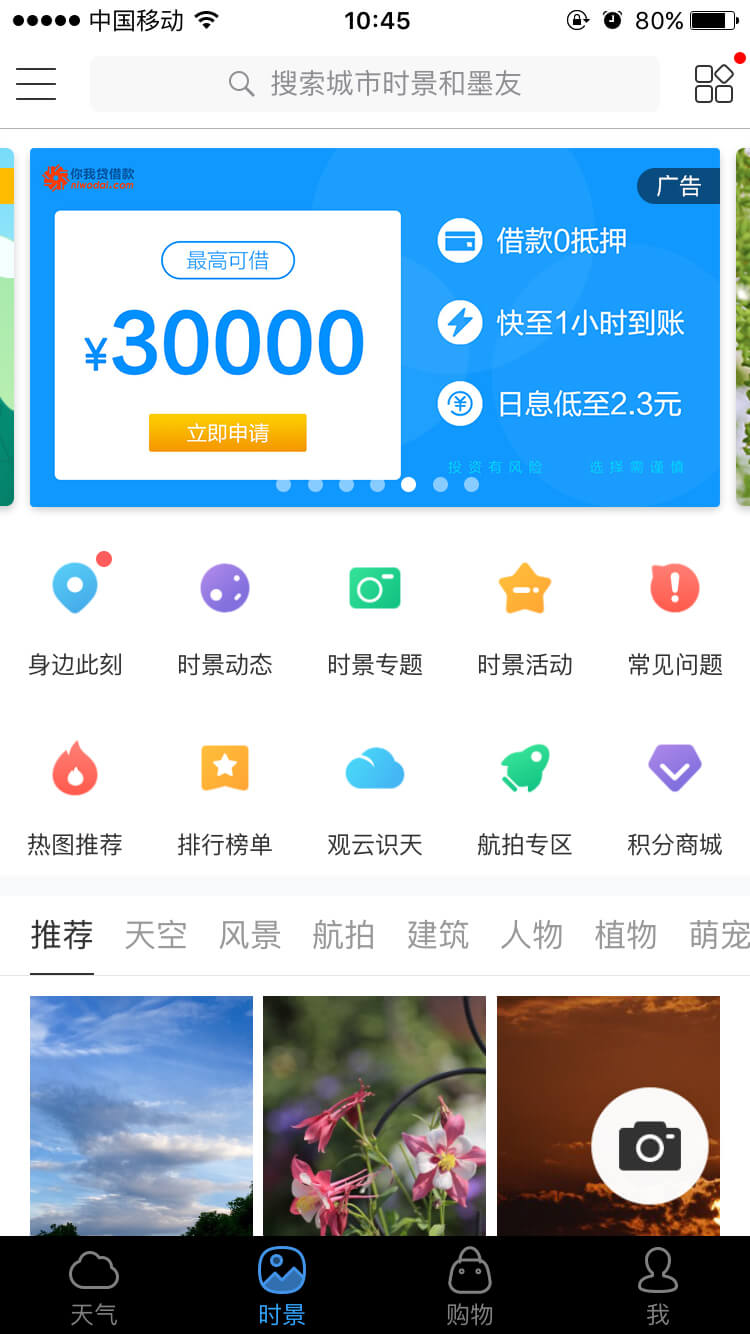 中国移动
10:45
80%
搜索城市时景和墨友
你我贷借款
niwodai.com
广告
最高可借
¥30000
立即申请
借款0抵押
快至1小时到账
日息低至2.3元
投资有风险 选择需谨慎
身边此刻 时景动态 时景专题 时景活动 常见问题
热图推荐 排行榜单 观云识天 航拍专区 积分商城
推荐 天空 风景 航拍 建筑 人物 植物 萌宠
天气 时景 购物 我